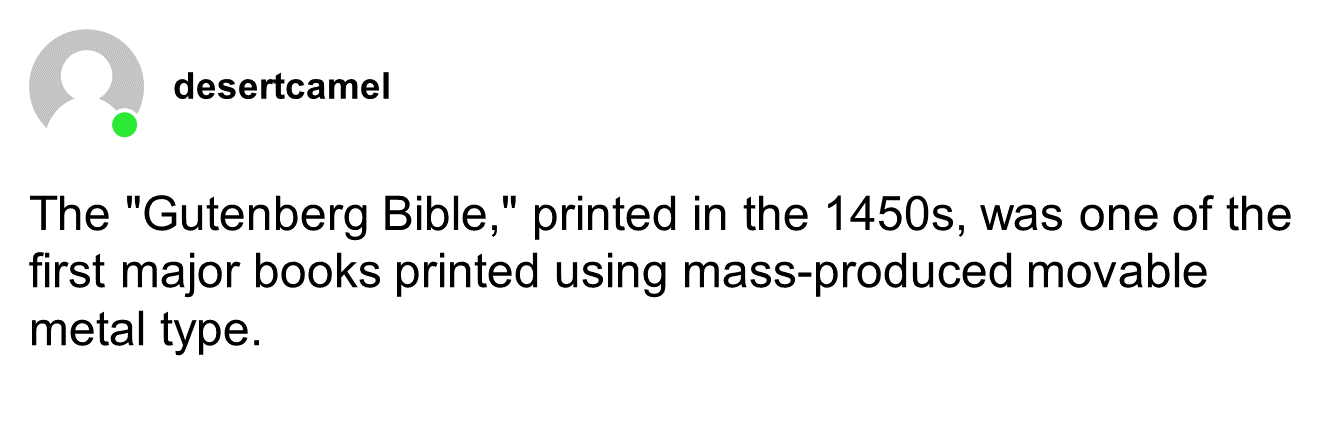 desertcamel
The "Gutenberg Bible," printed in the 1450s, was one of the
first major books printed using mass-produced movable
metal type.